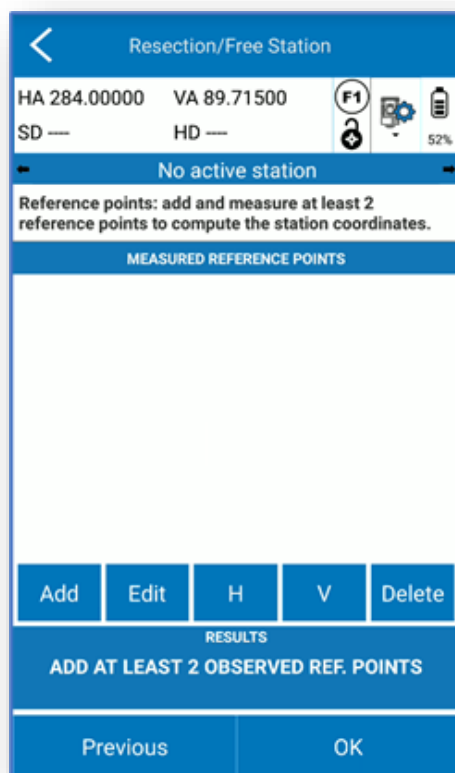 Resection/Free Station
HA 284.00000 VA 89.71500
F1
SD ---- HD ----
52%
No active station
Reference points: add and measure at least 2
reference points to compute the station coordinates.
MEASURED REFERENCE POINTS
Add Edit H V Delete
RESULTS
ADD AT LEAST 2 OBSERVED REF. POINTS
Previous OK